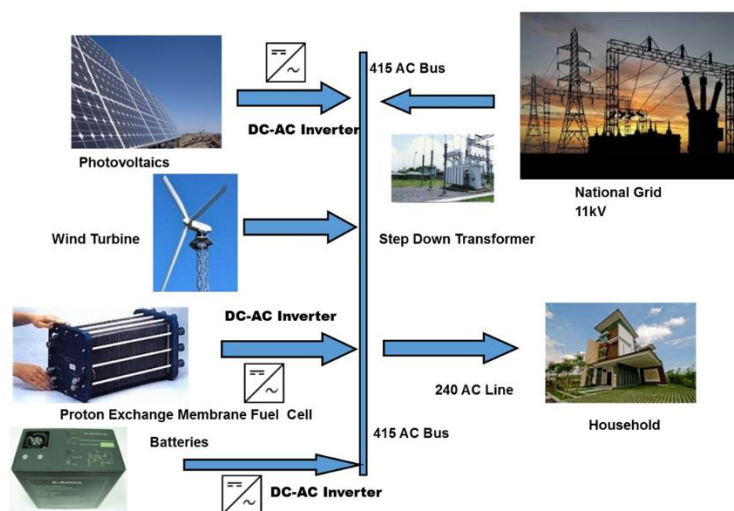 415 AC Bus
DC-AC Inverter
Photovoltaics
National Grid
11kV
Wind Turbine
Step Down Transformer
DC-AC Inverter
240 AC Line
Proton Exchange Membrane Fuel Cell
Household
Batteries
415 AC Bus
DC-AC Inverter